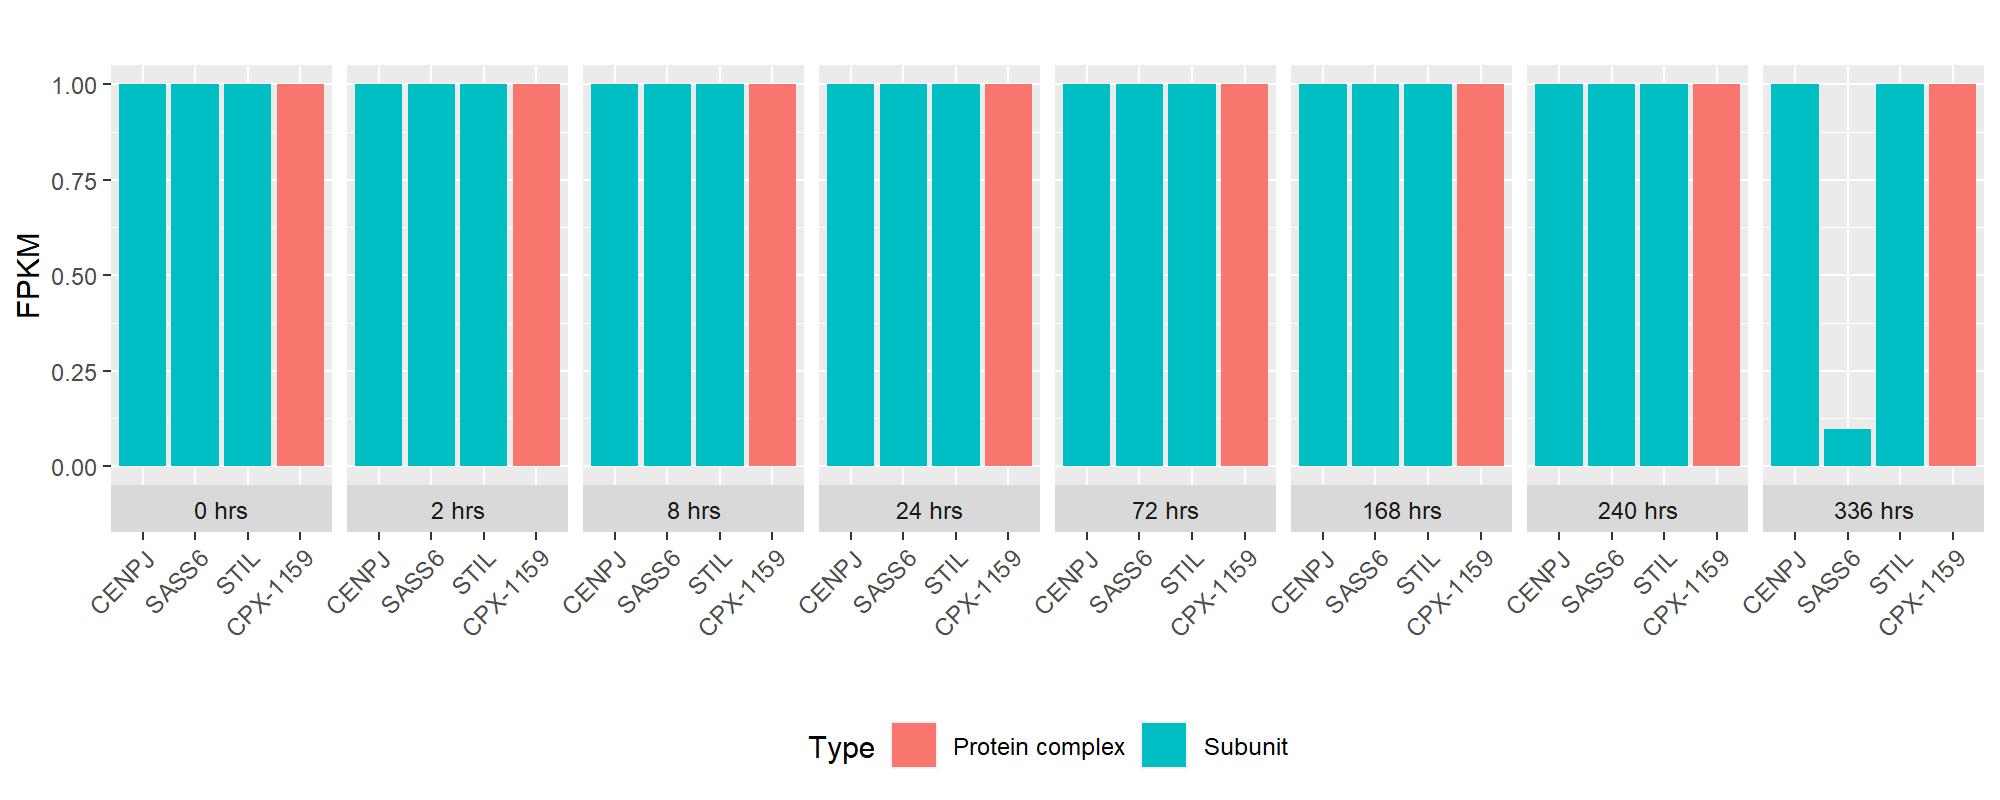 FPKM
1.00
0.75
0.50
0.25
0.00
0 hrs
2 hrs
8 hrs
24 hrs
72 hrs
168 hrs
240 hrs
336 hrs
CENPJ
SASS6
STIL
CPX-1159
CENPJ
SASS6
STIL
CPX-1159
CENPJ
SASS6
STIL
CPX-1159
CENPJ
SASS6
STIL
CPX-1159
CENPJ
SASS6
STIL
CPX-1159
CENPJ
SASS6
STIL
CPX-1159
CENPJ
SASS6
STIL
CPX-1159
CENPJ
SASS6
STIL
CPX-1159
Type Protein complex Subunit